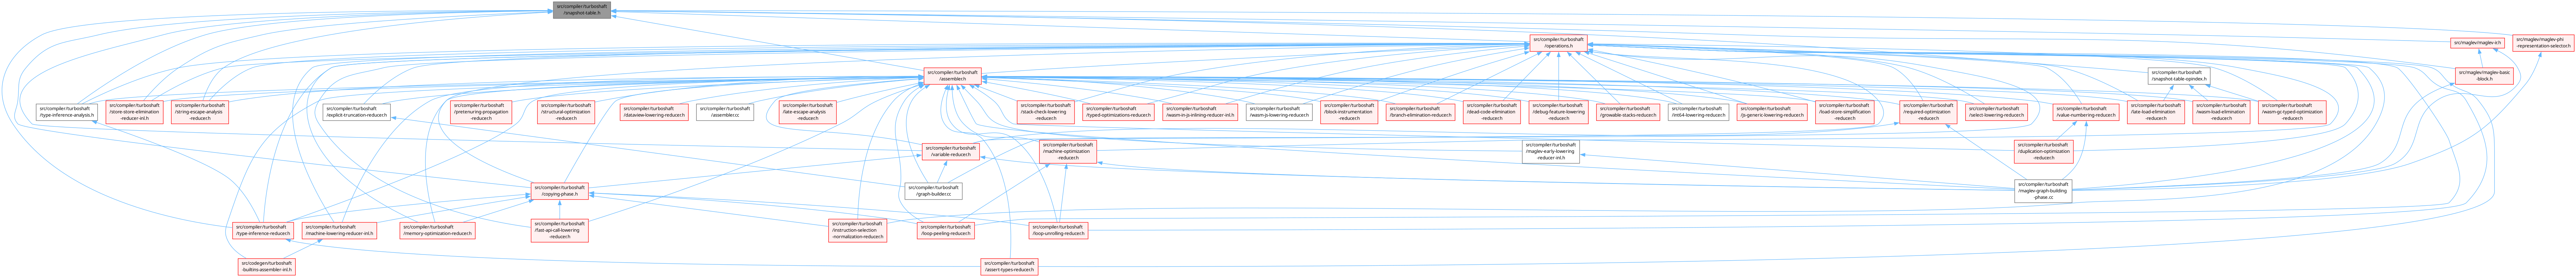 src/compiler/turboshaft
/snapshot-table.h
src/compiler/turboshaft
/operations.h
src/maglev/maglev-ir.h
src/maglev/maglev-phi
-representation-selector.h
src/compiler/turboshaft
/assembler.h
src/compiler/turboshaft
/snapshot-table-opindex.h
src/maglev/maglev-basic
-block.h
src/compiler/turboshaft
/type-inference-analysis.h
src/compiler/turboshaft
/store-store-elimination
-reducer-inl.h
src/compiler/turboshaft
/string-escape-analysis
-reducer.h
src/compiler/turboshaft
/explicit-truncation-reducer.h
src/compiler/turboshaft
/pretenuring-propagation
-reducer.h
src/compiler/turboshaft
/structural-optimization
-reducer.h
src/compiler/turboshaft
/dataview-lowering-reducer.h
src/compiler/turboshaft
/assembler.cc
src/compiler/turboshaft
/late-escape-analysis
-reducer.h
src/compiler/turboshaft
/stack-check-lowering
-reducer.h
src/compiler/turboshaft
/typed-optimizations-reducer.h
src/compiler/turboshaft
/wasm-in-js-inlining-reducer-inl.h
src/compiler/turboshaft
/wasm-js-lowering-reducer.h
src/compiler/turboshaft
/block-instrumentation
-reducer.h
src/compiler/turboshaft
/branch-elimination-reducer.h
src/compiler/turboshaft
/dead-code-elimination
-reducer.h
src/compiler/turboshaft
/debug-feature-lowering
-reducer.h
src/compiler/turboshaft
/growable-stacks-reducer.h
src/compiler/turboshaft
/int64-lowering-reducer.h
src/compiler/turboshaft
/js-generic-lowering-reducer.h
src/compiler/turboshaft
/load-store-simplification
-reducer.h
src/compiler/turboshaft
/required-optimization
-reducer.h
src/compiler/turboshaft
/select-lowering-reducer.h
src/compiler/turboshaft
/value-numbering-reducer.h
src/compiler/turboshaft
/late-load-elimination
-reducer.h
src/compiler/turboshaft
/wasm-load-elimination
-reducer.h
src/compiler/turboshaft
/wasm-gc-typed-optimization
-reducer.h
src/compiler/turboshaft
/variable-reducer.h
src/compiler/turboshaft
/machine-optimization
-reducer.h
src/compiler/turboshaft
/maglev-early-lowering
-reducer-inl.h
src/compiler/turboshaft
/duplication-optimization
-reducer.h
src/compiler/turboshaft
/copying-phase.h
src/compiler/turboshaft
/graph-builder.cc
src/compiler/turboshaft
/maglev-graph-building
-phase.cc
src/compiler/turboshaft
/type-inference-reducer.h
src/compiler/turboshaft
/machine-lowering-reducer-inl.h
src/compiler/turboshaft
/memory-optimization-reducer.h
src/compiler/turboshaft
/fast-api-call-lowering
-reducer.h
src/compiler/turboshaft
/instruction-selection
-normalization-reducer.h
src/compiler/turboshaft
/loop-peeling-reducer.h
src/compiler/turboshaft
/loop-unrolling-reducer.h
src/codegen/turboshaft
-builtins-assembler-inl.h
src/compiler/turboshaft
/assert-types-reducer.h